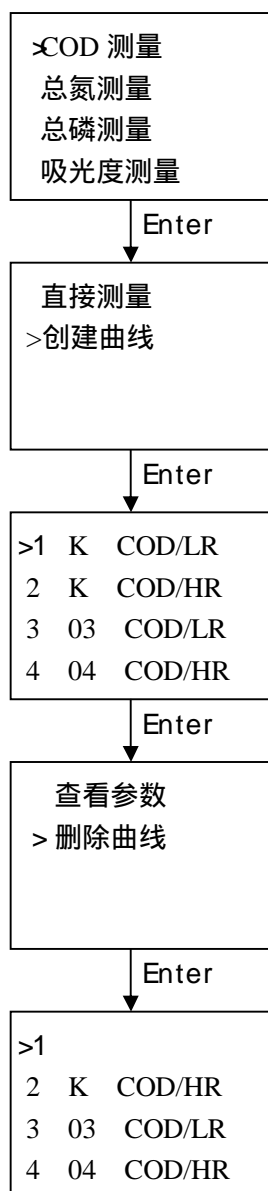 >COD 测量
总氮测量
总磷测量
吸光度测量
Enter
直接测量
>创建曲线
Enter
>1 K COD/LR
2 K COD/HR
3 03 COD/LR
4 04 COD/HR
Enter
查看参数
> 删除曲线
Enter
>1
2 K COD/HR
3 03 COD/LR
4 04 COD/HR